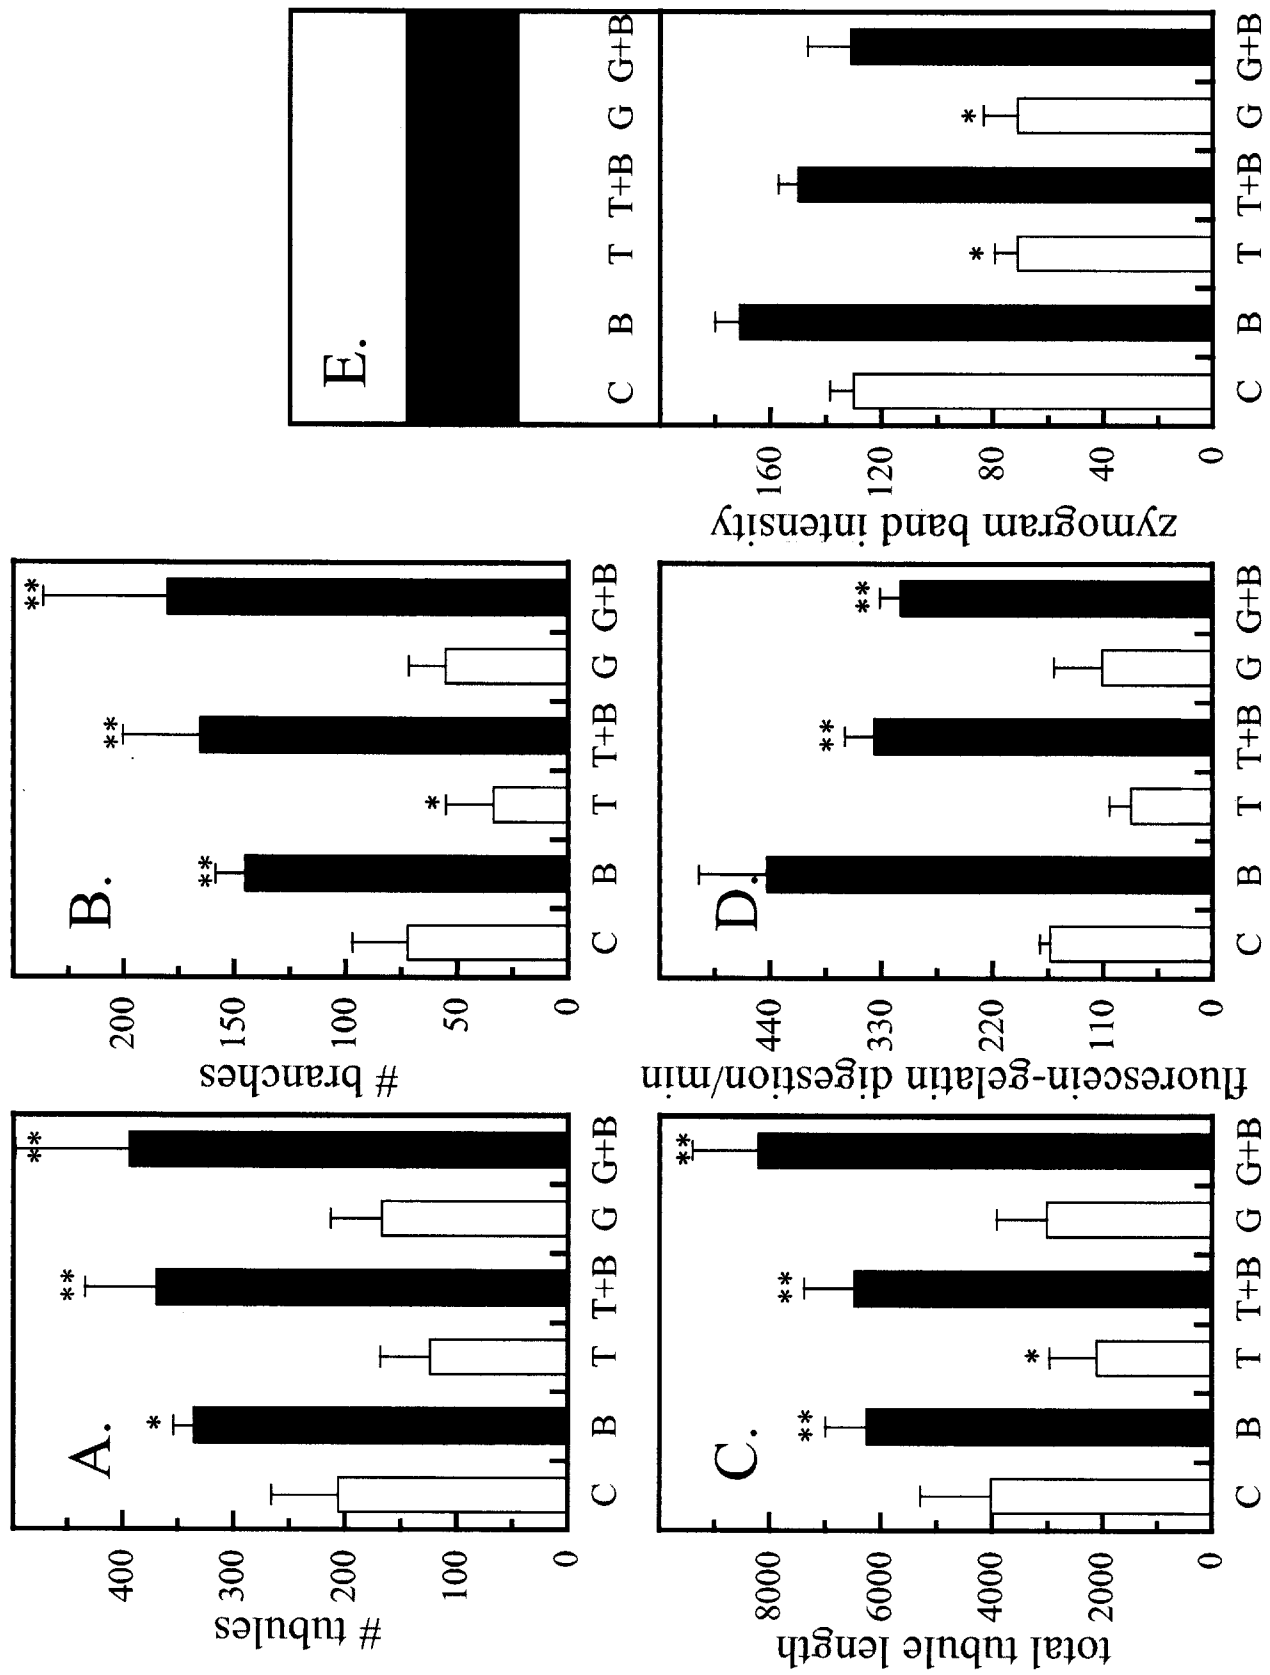 A.
# tubules
400
300
200
100
0
** 
*
**
C B T T+B G G+B
B.
# branches
200
150
100
50
0
**
*
**
**
C B T T+B G G+B
C.
total tubule length
8000
6000
4000
2000
0
**
*
**
**
C B T T+B G G+B
D.
fluorescein-gelatin digestion/min
440
330
220
110
0
**
**
C B T T+B G G+B
E.
C B T T+B G G+B
zymogram band intensity
160
120
80
40
0
*
*
C B T T+B G G+B